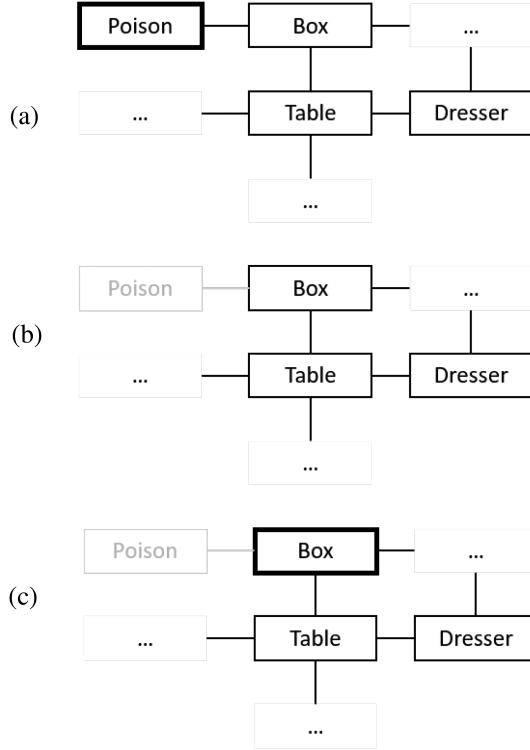 Poison Box ...
(a)
... Table Dresser
...
Poison Box ...
(b)
... Table Dresser
...
Poison Box ...
(c)
... Table Dresser
...